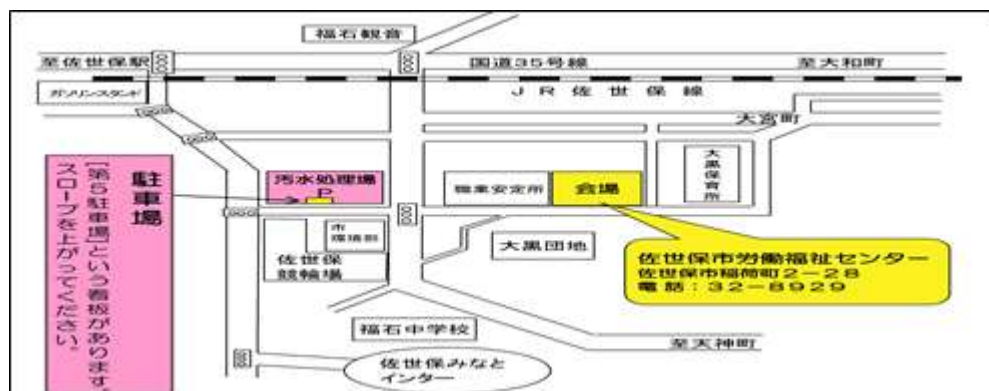 福石観音
至佐世保駅
国道35号線
至大和町
JR佐世保線
ガソリンスタンド
大宮町
駐車場
[第5駐車場]という看板があります。
スロープを上がってください。
汚水処理場
P
職業安定所
会場
大黒保育所
市
環境部
佐世保
競輪場
大黒団地
佐世保市労働福祉センター
佐世保市稲荷町2-28
電話:32-8929
福石中学校
至天神町
佐世保みなと
インター